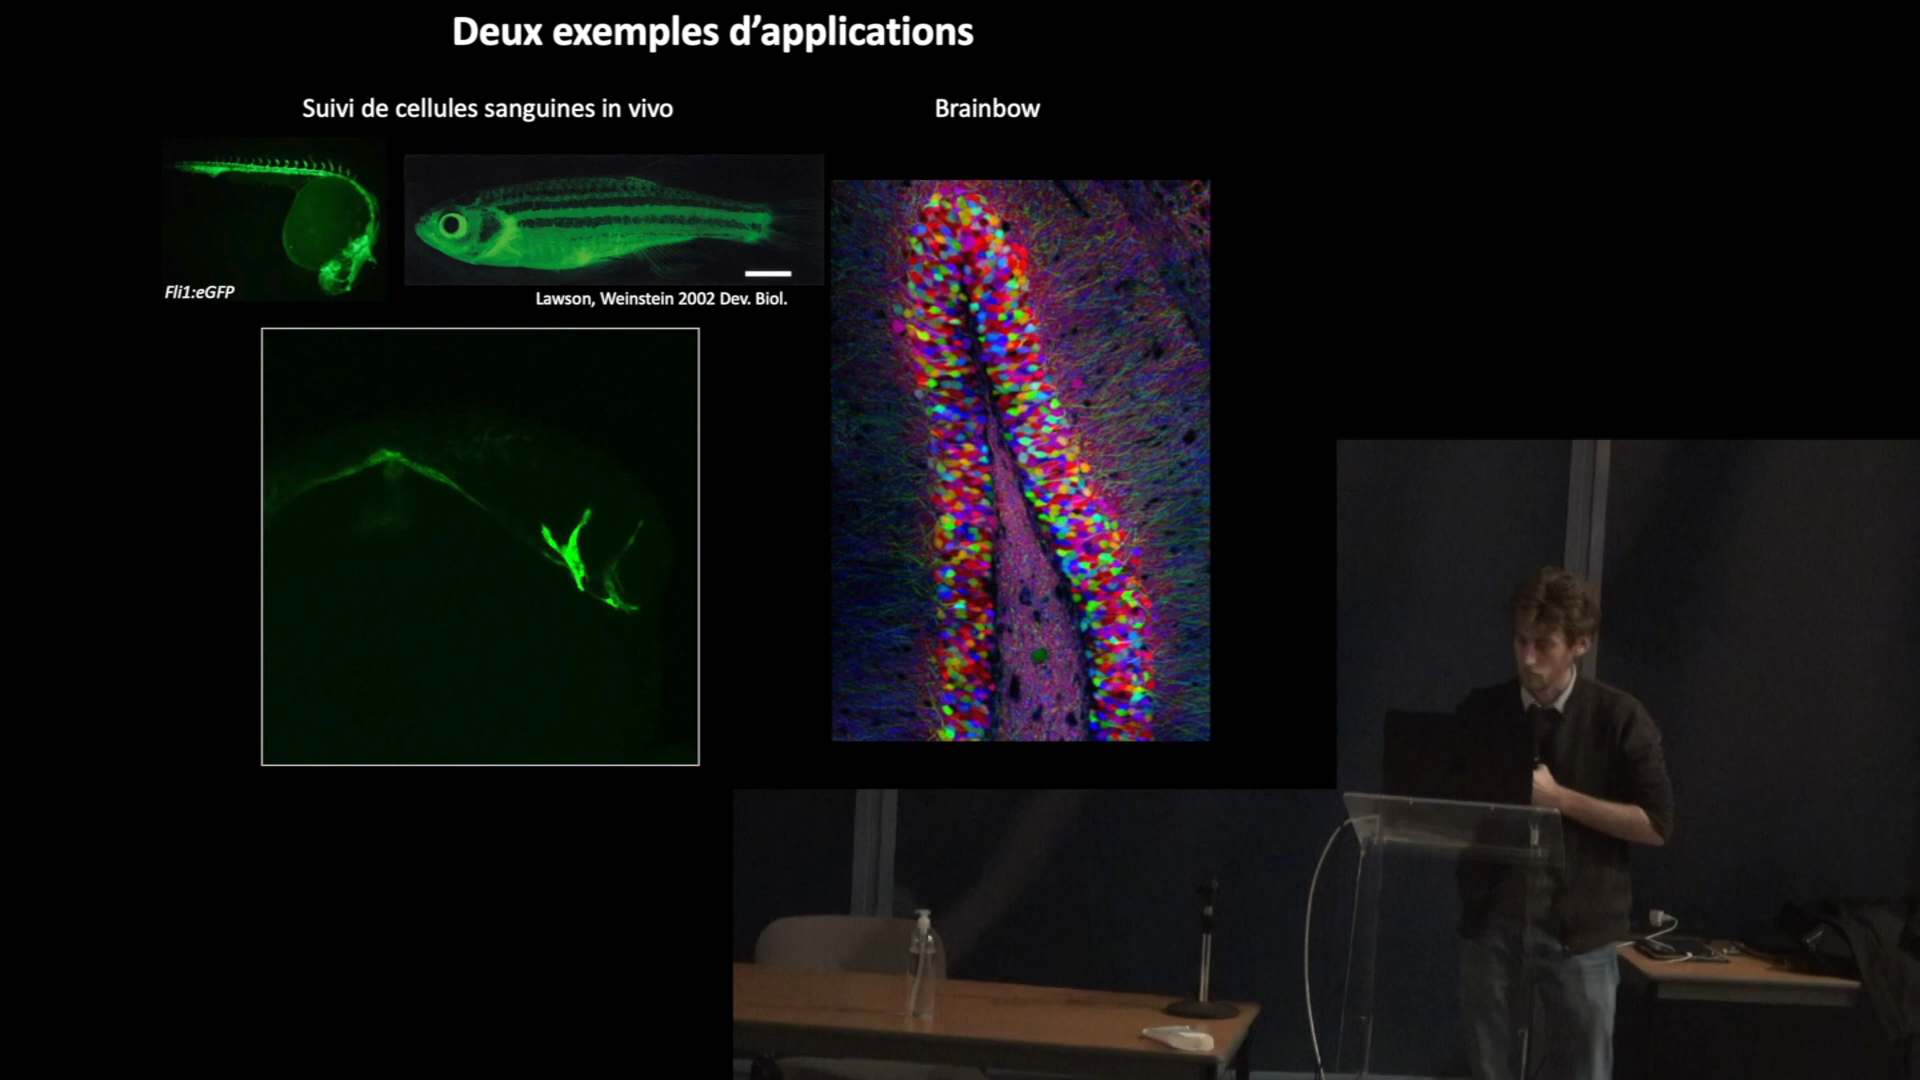 Deux exemples d’applications
Suivi de cellules sanguines in vivo
Brainbow
Fli1:eGFP
Lawson, Weinstein 2002 Dev. Biol.